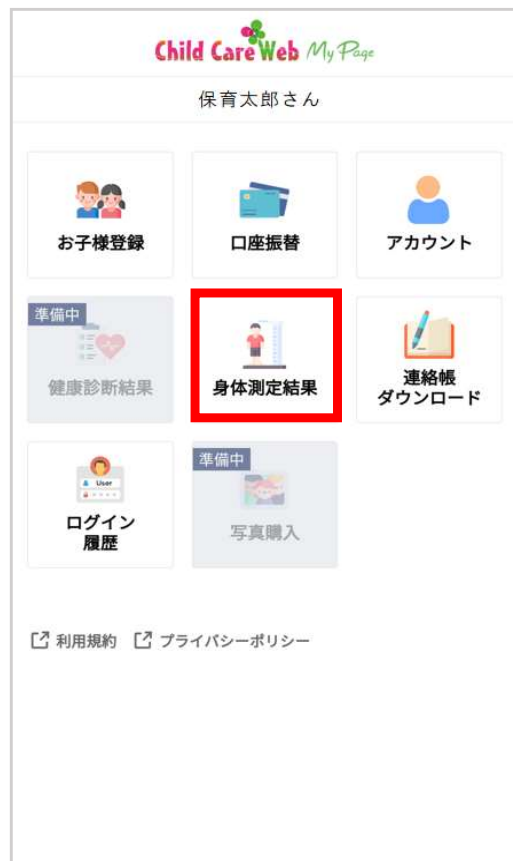 Child Care Web My Page
保育太郎さん
お子様登録
口座振替
アカウント
準備中
健康診断結果
身体測定結果
連絡帳
ダウンロード
User
ログイン
履歴
準備中
写真購入
利用規約 プライバシーポリシー